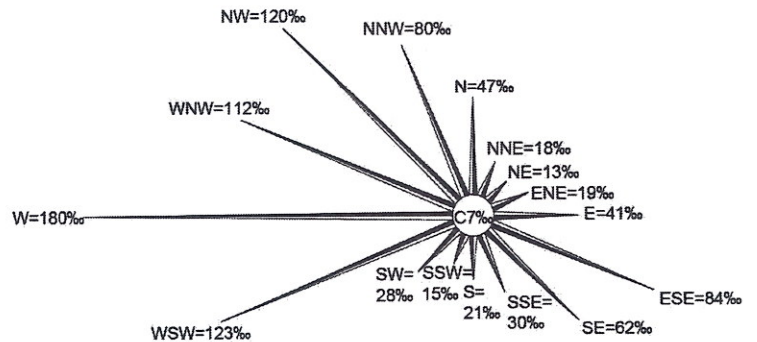 NW=120‰
NNW=80‰
N=47‰
WNW=112‰
NNE=18‰
NE=13‰
ENE=19‰
W=180‰
C7‰
E=41‰
SW=
28‰
SSW=
15‰
S=
21‰
SSE=
30‰
ESE=84‰
WSW=123‰
SE=62‰